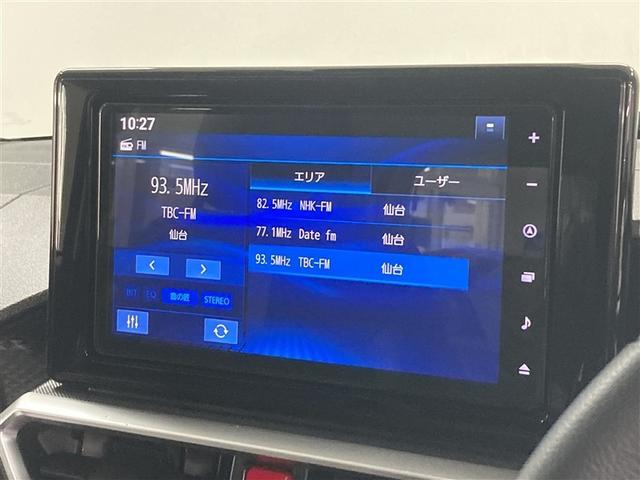 10:27
FM
93.5MHz
TBC-FM
仙台
エリア
ユーザー
82.5MHz NHK-FM 仙台
77.1MHz Date fm 仙台
93.5MHz TBC-FM 仙台
INT EQ 音の匠 STEREO